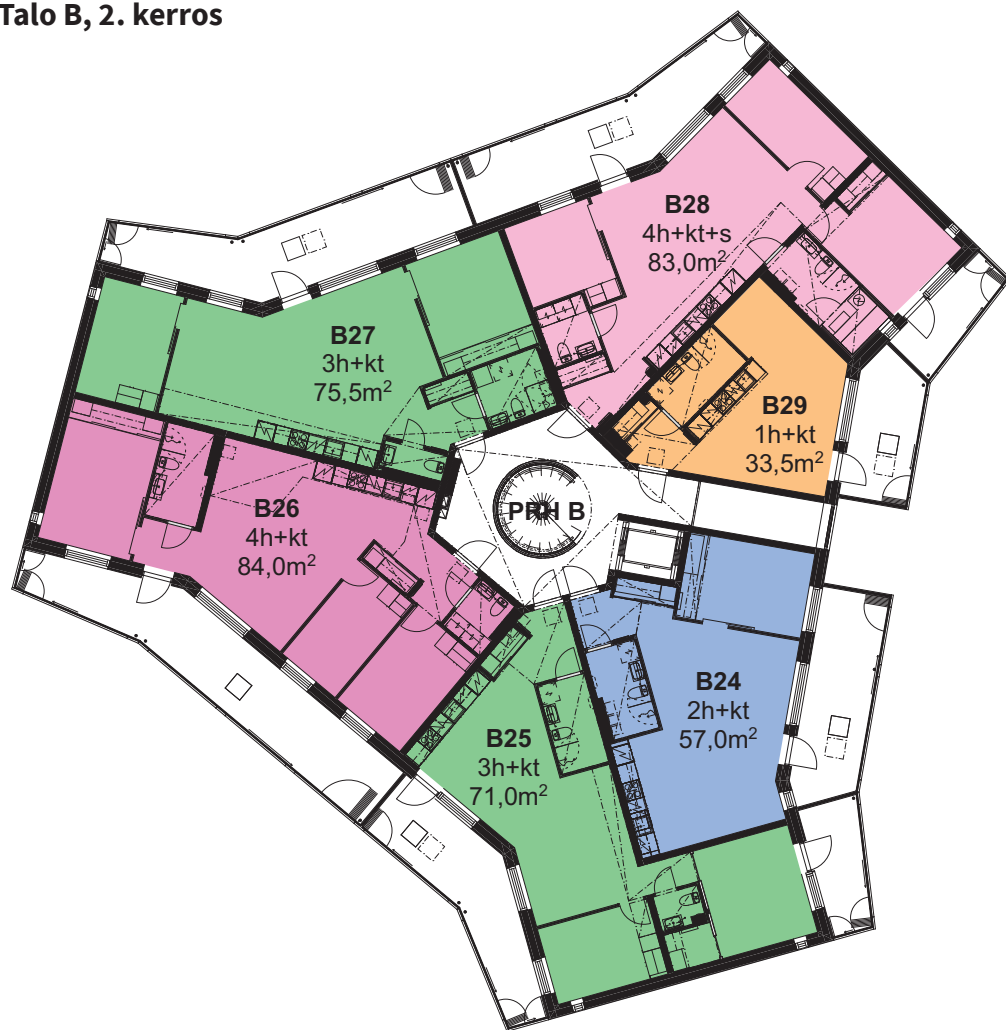 Talo B, 2. kerros
B28
4h+kt+s
83,0m²
B27
3h+kt
75,5m²
B29
1h+kt
33,5m²
B26
4h+kt
84,0m²
PRH B
B24
2h+kt
57,0m²
B25
3h+kt
71,0m²